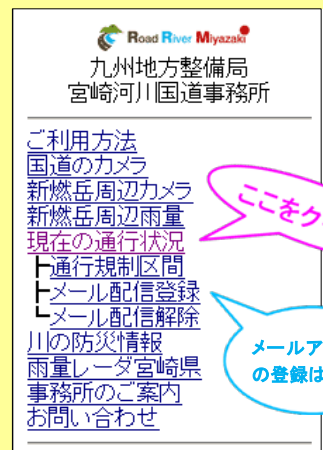 Road River Miyazaki
九州地方整備局
宮崎河川国道事務所
ご利用方法
国道のカメラ
新燃岳周辺カメラ
新燃岳周辺雨量
現在の通行状況
┣通行規制区間
┣メール配信登録
┗メール配信解除
川の防災情報
雨量レーダ宮崎県
事務所のご案内
お問い合わせ
ここをク
メールア
の登録は